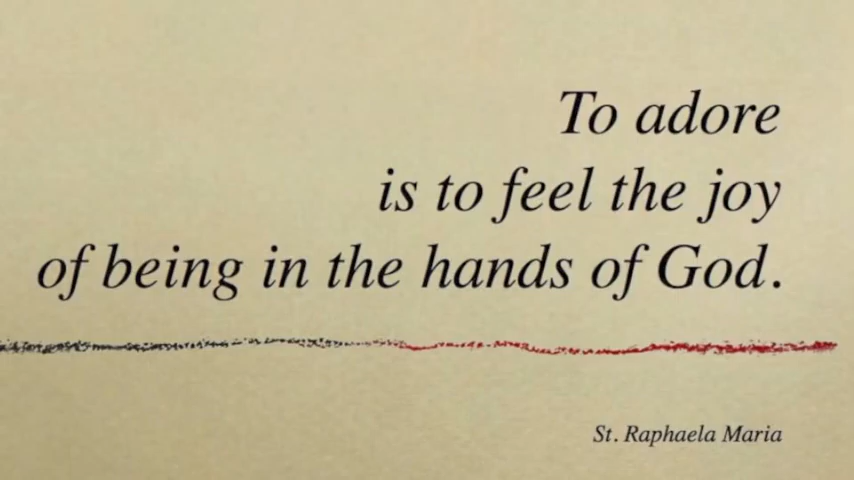 To adore
is to feel the joy
of being in the hands of God.
St. Raphaela Maria